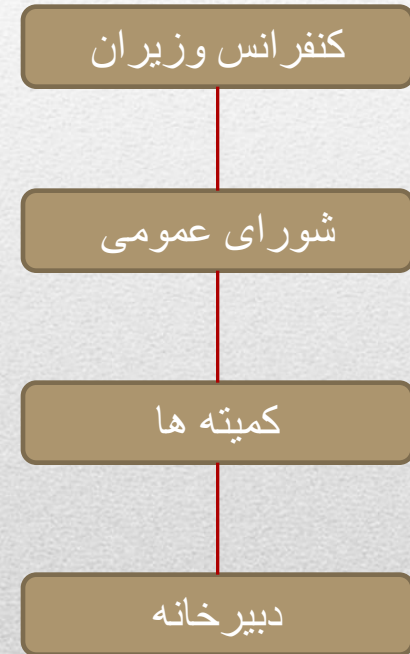 کنفرانس وزیران
شورای عمومی
کمیته ها
دبیرخانه